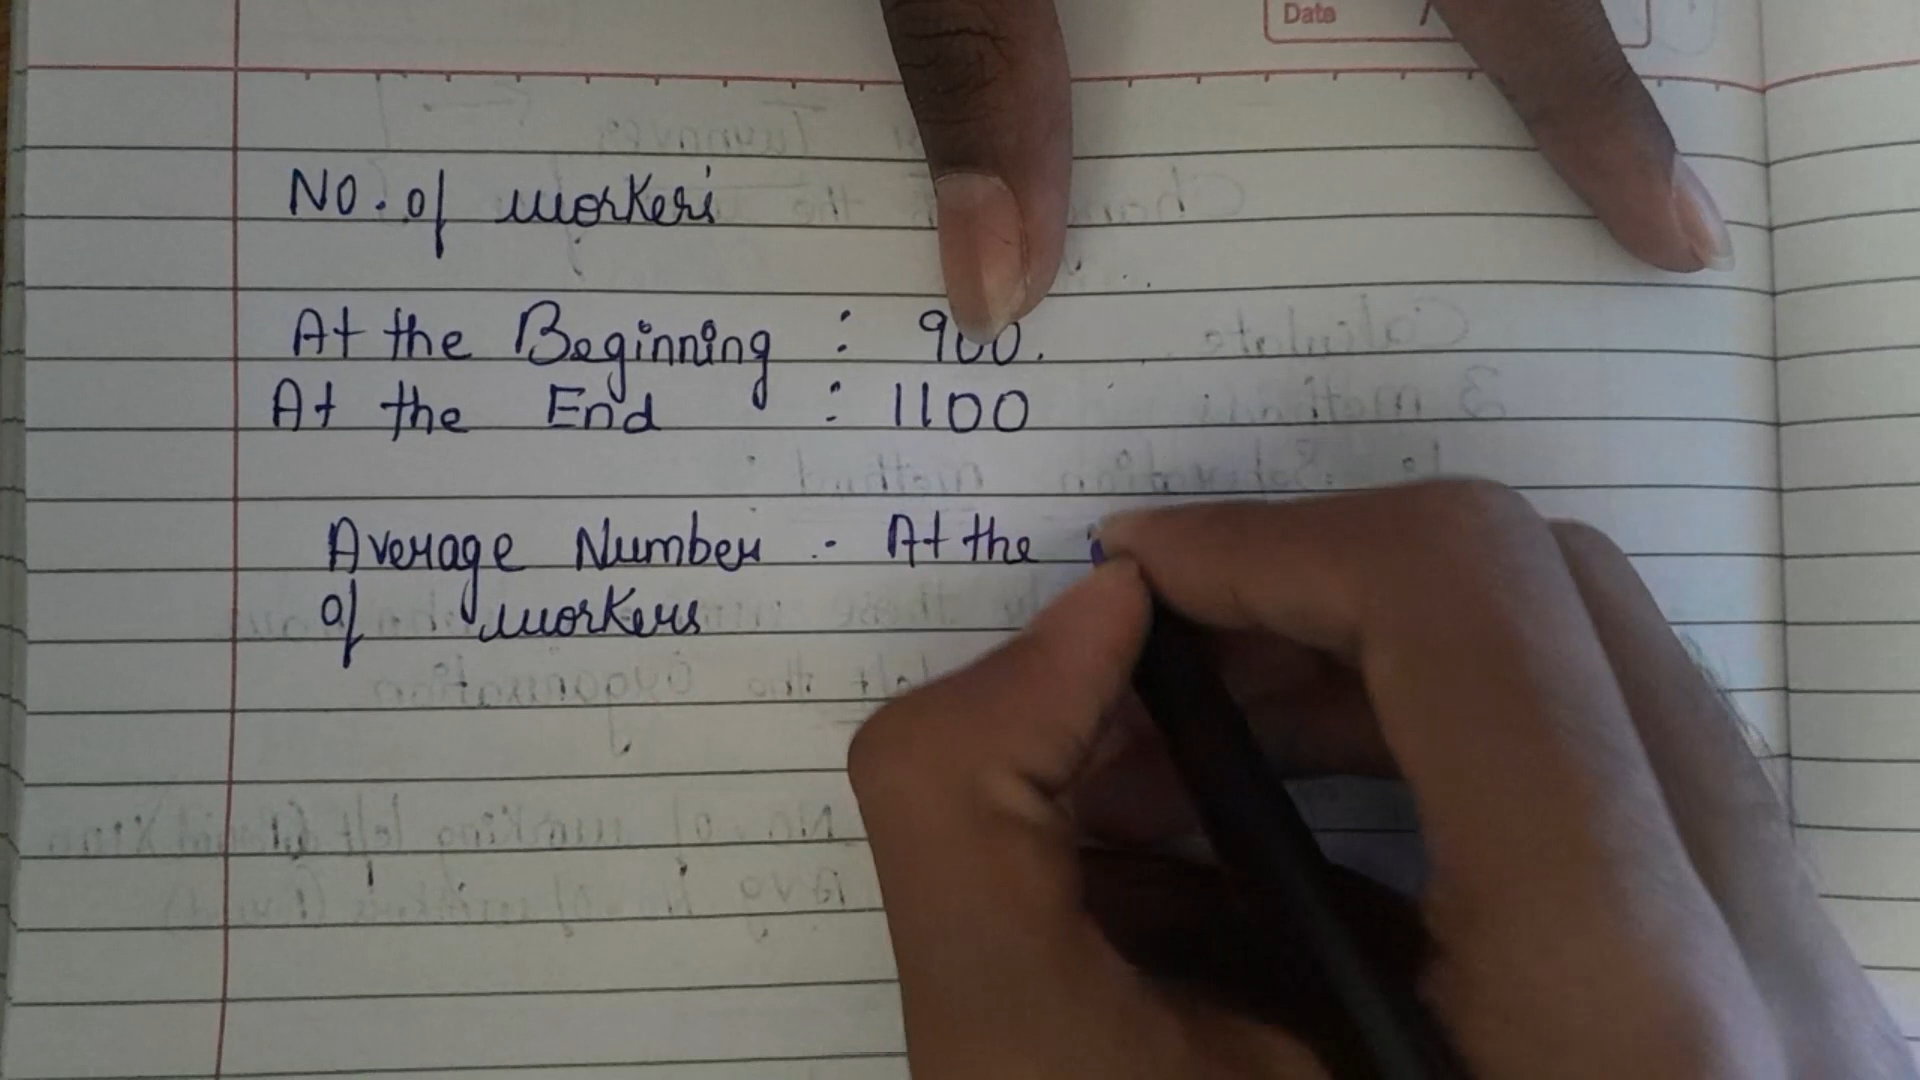 Date
No. of workers
At the Beginning : 900.
At the End : 1100
Average Number :- At the
of workers